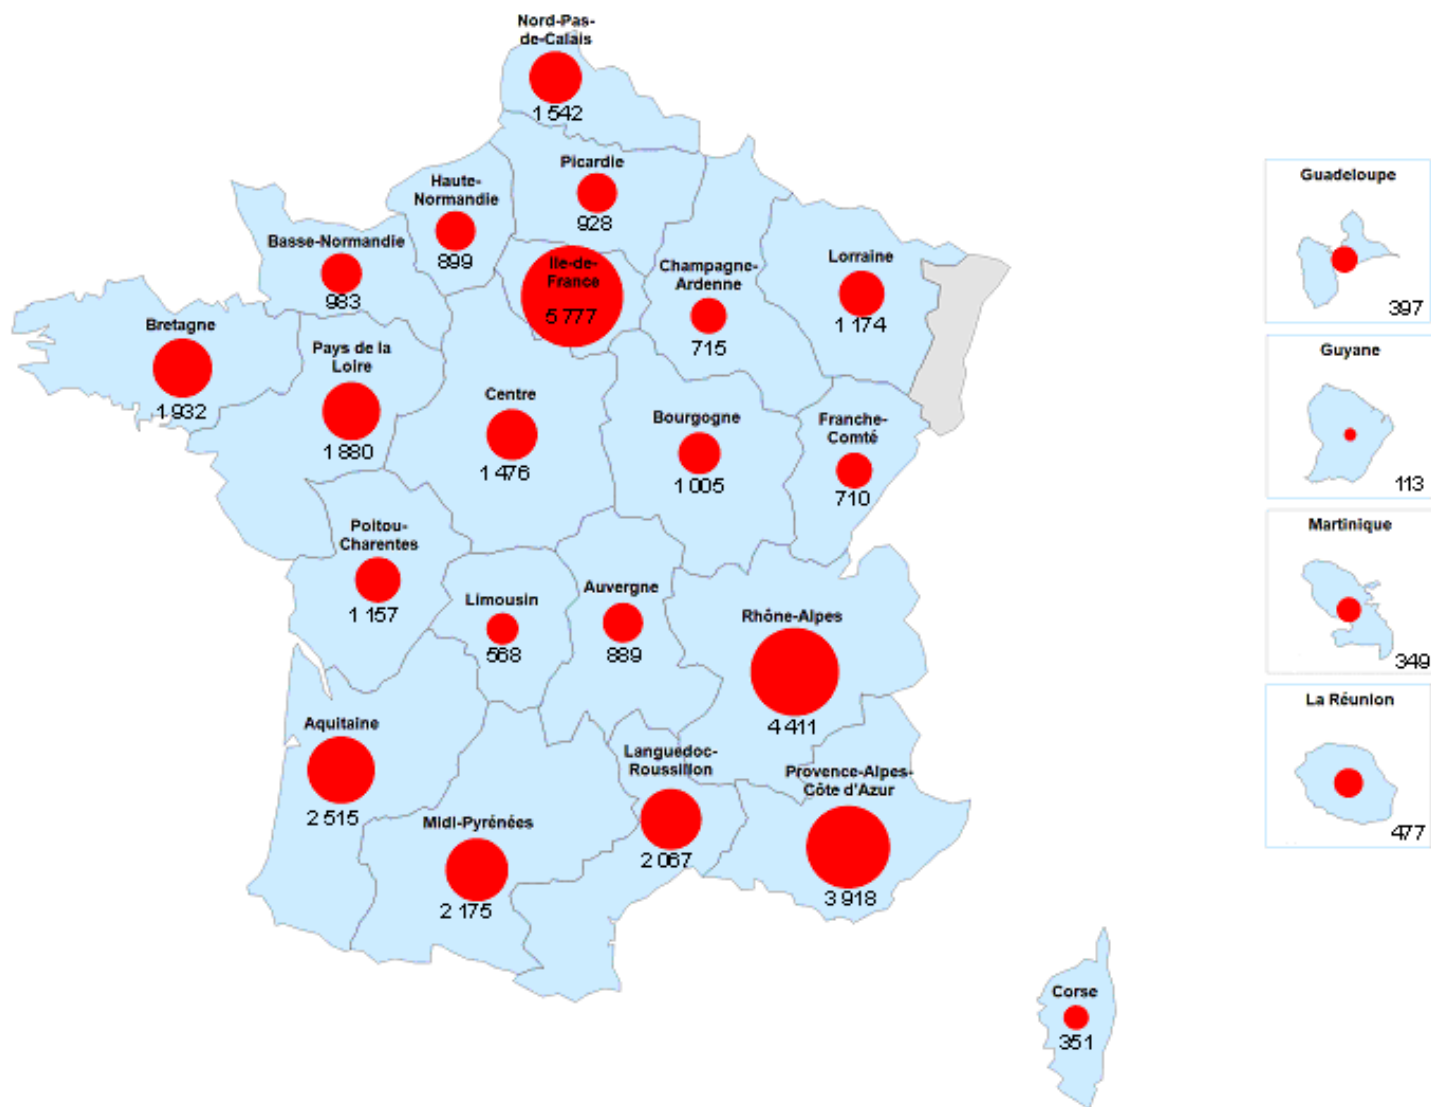 Nord-Pas-
de-Calais
1 542
Picardie
928
Haute-
Normandie
899
Basse-Normandie
983
Ile-de-
France
5 777
Champagne-
Ardenne
715
Lorraine
1 174
Bretagne
1 932
Pays de la
Loire
1 880
Centre
1 476
Bourgogne
1 005
Franche-
Comté
710
Poitou-
Charentes
1 157
Limousin
568
Auvergne
889
Rhône-Alpes
4 411
Aquitaine
2 515
Midi-Pyrénées
2 175
Languedoc-
Roussillon
2 067
Provence-Alpes-
Côte d'Azur
3 918
Corse
351
Guadeloupe
397
Guyane
113
Martinique
349
La Réunion
477